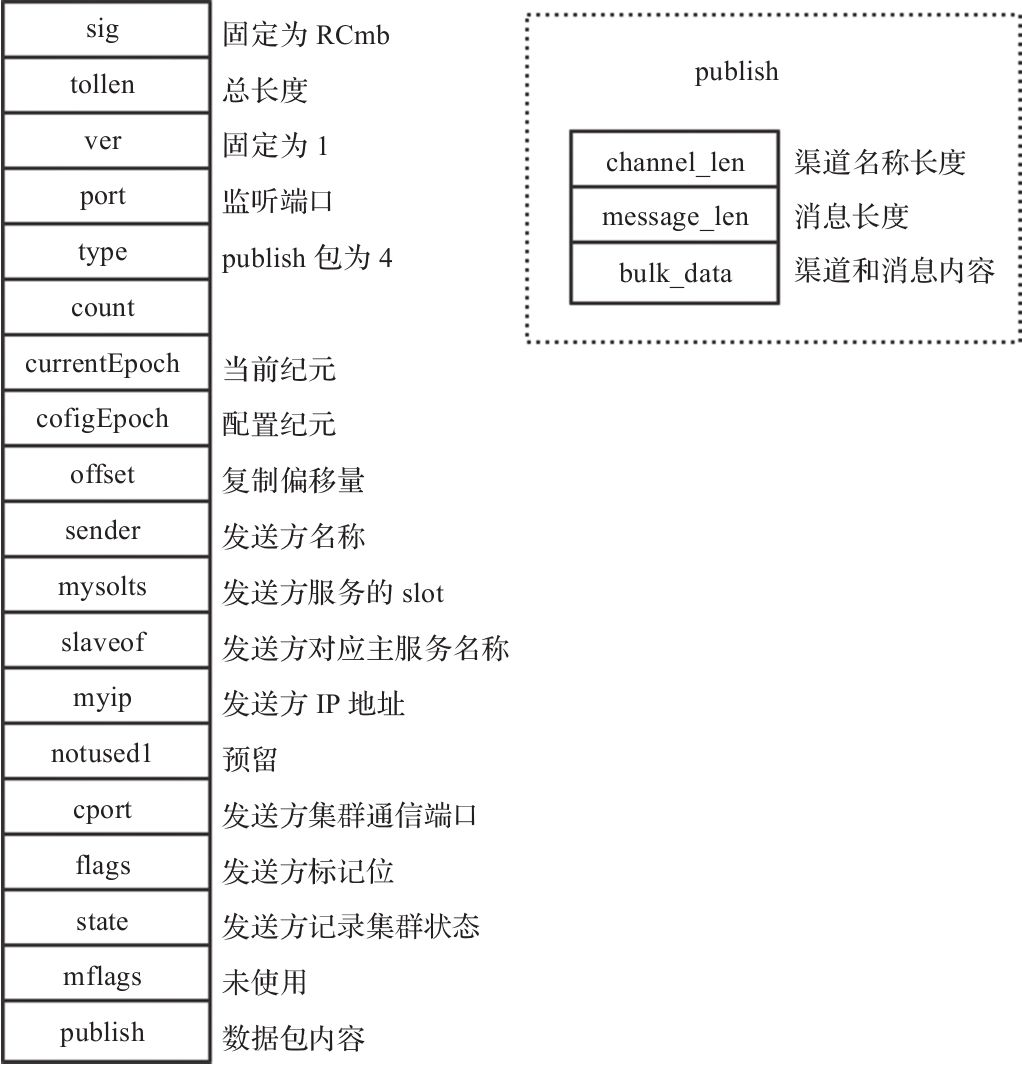 sig 固定为 RCmb
tollen 总长度
ver 固定为 1
port 监听端口
type publish 包为 4
count
currentEpoch 当前纪元
cofigEpoch 配置纪元
offset 复制偏移量
sender 发送方名称
mysolts 发送方服务的 slot
slaveof 发送方对应主服务名称
myip 发送方 IP 地址
notused1 预留
cport 发送方集群通信端口
flags 发送方标记位
state 发送方记录集群状态
mflags 未使用
publish 数据包内容
publish
channel_len 渠道名称长度
message_len 消息长度
bulk_data 渠道和消息内容